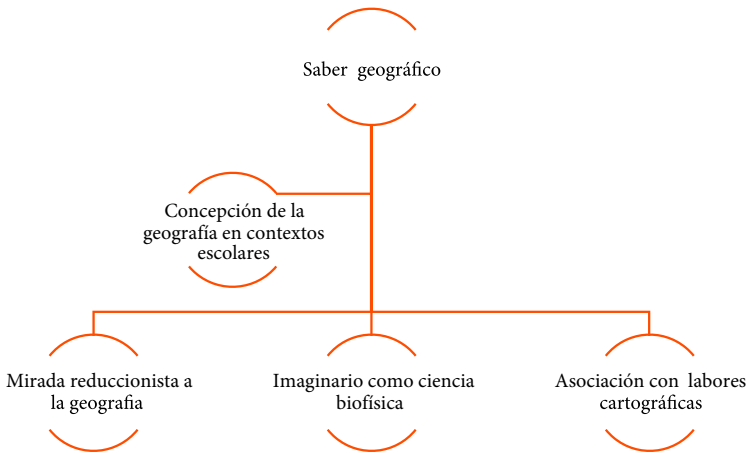 Saber geográfico
Concepción de la
geografía en contextos
escolares
Mirada reduccionista a
la geografia
Imaginario como ciencia
biofísica
Asociación con labores
cartográficas